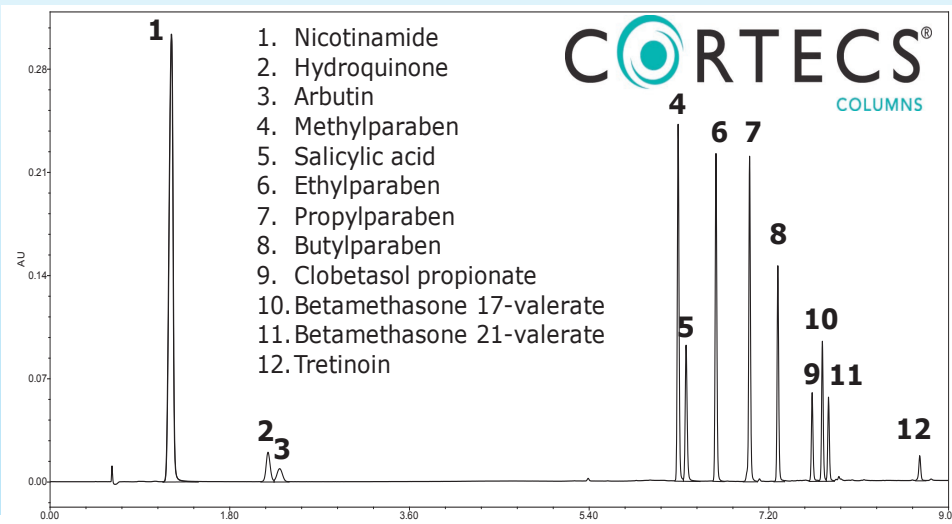 CORTECS®
COLUMNS
1. Nicotinamide
2. Hydroquinone
3. Arbutin
4. Methylparaben
5. Salicylic acid
6. Ethylparaben
7. Propylparaben
8. Butylparaben
9. Clobetasol propionate
10. Betamethasone 17-valerate
11. Betamethasone 21-valerate
12. Tretinoin
1
2
3
4
5
6
7
8
9
10
11
12
AU
0.28
0.21
0.14
0.07
0.00
0.00 1.80 3.60 5.40 7.20